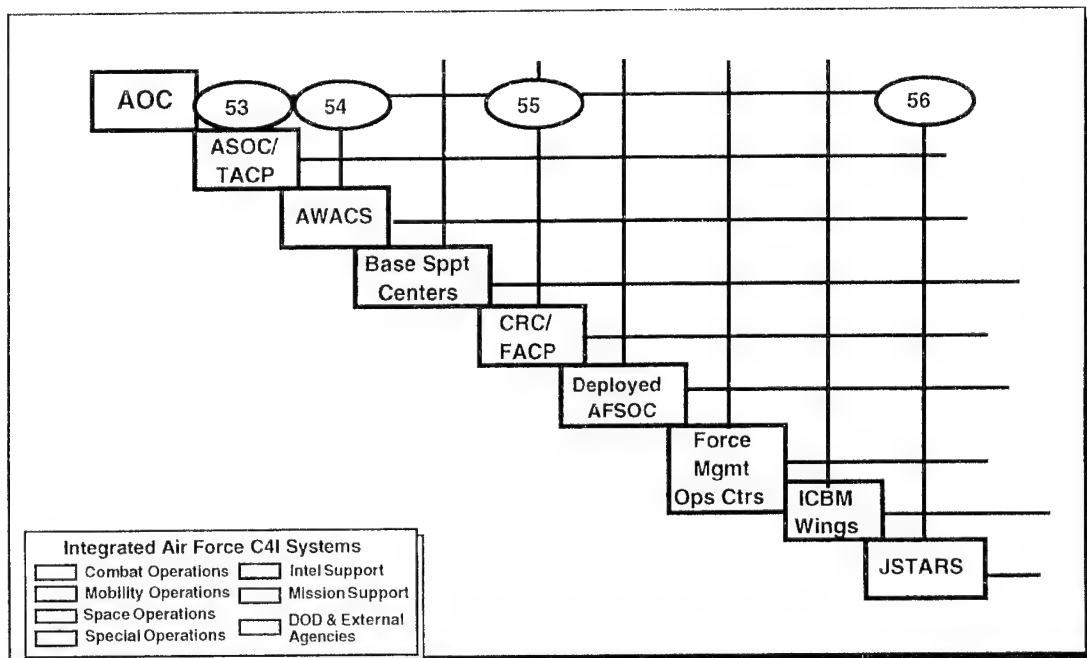 AOC
53
54
55
56
ASOC/
TACP
AWACS
Base Sppt
Centers
CRC/
FACP
Deployed
AFSOC
Force
Mgmt
Ops Ctrs
ICBM
Wings
JSTARS
Integrated Air Force C4I Systems
Combat Operations
Intel Support
Mobility Operations
Mission Support
Space Operations
DOD & External
Agencies
Special Operations